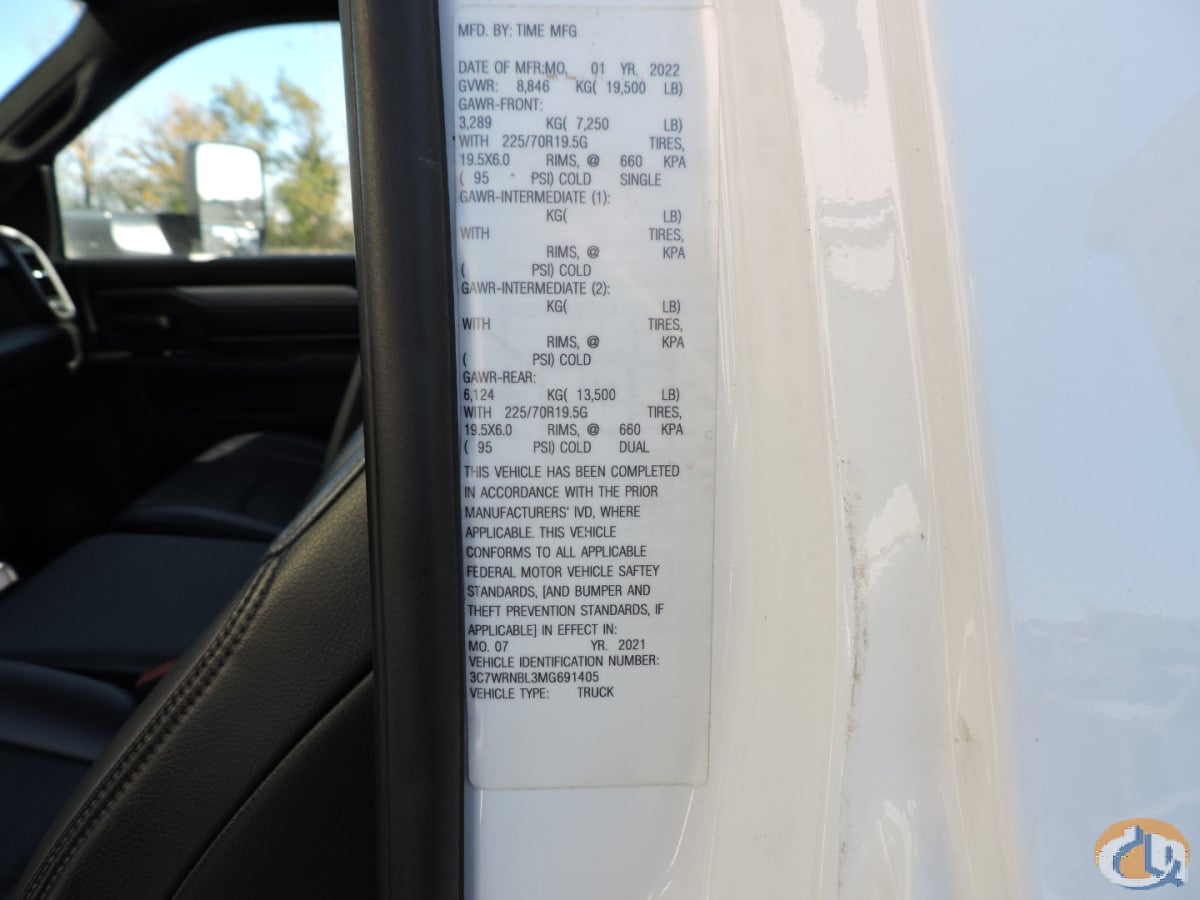 MFD. BY: TIME MFG
DATE OF MFR:MO. 01 YR. 2022
GVWR: 8,846 KG( 19,500 LB)
GAWR-FRONT:
3,289 KG( 7,250 LB)
WITH 225/70R19.5G TIRES,
19.5X6.0 RIMS, @ 660 KPA
( 95 " PSI) COLD SINGLE
GAWR-INTERMEDIATE (1):
KG( LB)
WITH TIRES,
RIMS, @ KPA
( PSI) COLD
GAWR-INTERMEDIATE (2):
KG( LB)
WITH TIRES,
RIMS, @ KPA
( PSI) COLD
GAWR-REAR:
6,124 KG( 13,500 LB)
WITH 225/70R19.5G TIRES,
19.5X6.0 RIMS, @ 660 KPA
( 95 PSI) COLD DUAL
THIS VEHICLE HAS BEEN COMPLETED
IN ACCORDANCE WITH THE PRIOR
MANUFACTURERS' IVD, WHERE
APPLICABLE. THIS VEHICLE
CONFORMS TO ALL APPLICABLE
FEDERAL MOTOR VEHICLE SAFTEY
STANDARDS, [AND BUMPER AND
THEFT PREVENTION STANDARDS, IF
APPLICABLE] IN EFFECT IN:
MO. 07 YR. 2021
VEHICLE IDENTIFICATION NUMBER:
3C7WRNBL3MG691405
VEHICLE TYPE: TRUCK